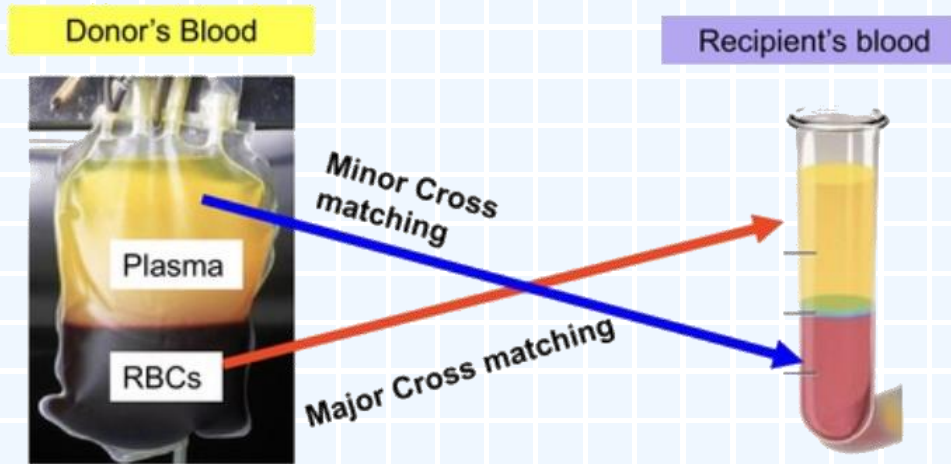 Donor's Blood
Recipient's blood
Minor Cross
matching
Plasma
RBCs
Major Cross matching